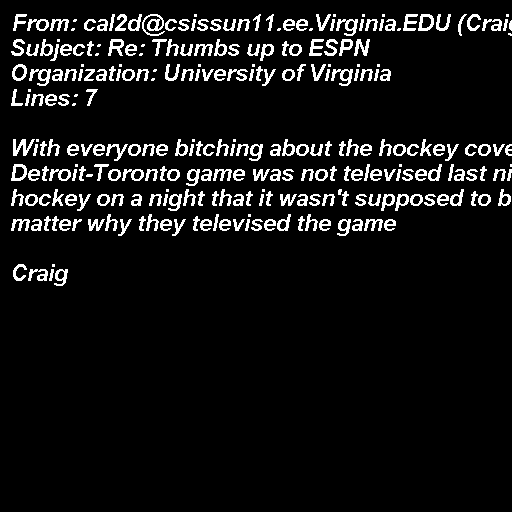 From: cal2d@csissun11.ee.Virginia.EDU (Craig
Subject: Re: Thumbs up to ESPN
Organization: University of Virginia
Lines: 7

With everyone bitching about the hockey cove
Detroit-Toronto game was not televised last ni
hockey on a night that it wasn't supposed to b
matter why they televised the game

Craig